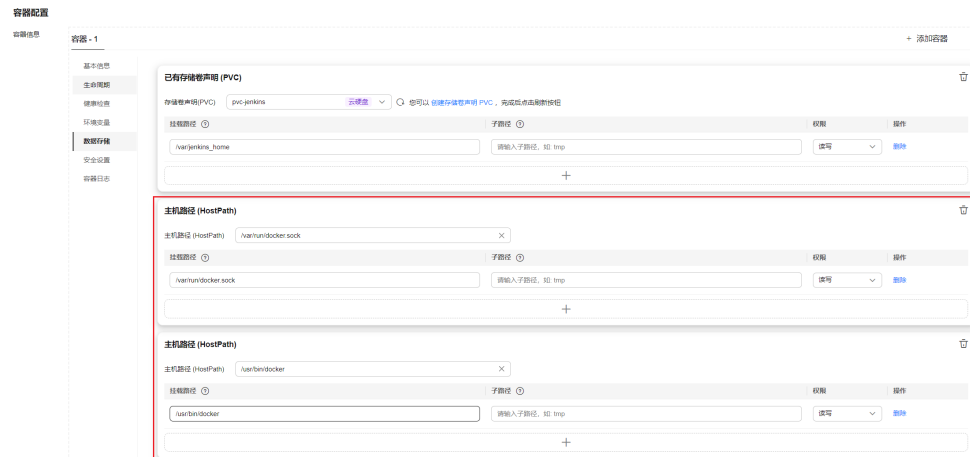 容器配置
容器信息
容器 - 1
+ 添加容器
基本信息
生命周期
健康检查
环境变量
数据存储
安全设置
容器日志
已有存储卷声明 (PVC)
存储卷声明(PVC) pvc-jenkins 云硬盘 您可以 创建存储卷声明 PVC ，完成后点击刷新按钮
挂载路径 子路径 权限 操作
/var/jenkins_home 请输入子路径，如: tmp 读写 删除
+
主机路径 (HostPath)
主机路径 (HostPath) /var/run/docker.sock
挂载路径 子路径 权限 操作
/var/run/docker.sock 请输入子路径，如: tmp 读写 删除
+
主机路径 (HostPath)
主机路径 (HostPath) /usr/bin/docker
挂载路径 子路径 权限 操作
/usr/bin/docker 请输入子路径，如: tmp 读写 删除
+